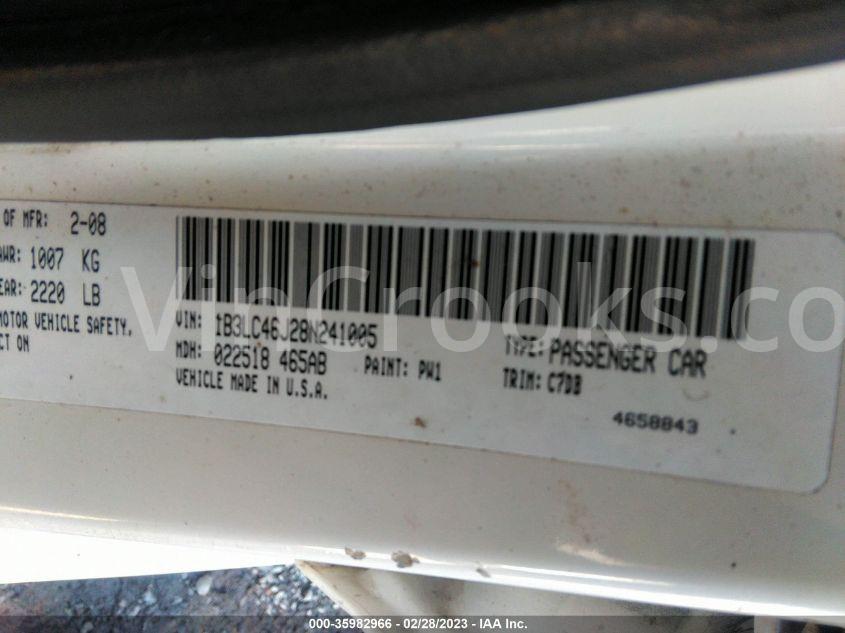 OF MFR: 2-08
AWR: 1007 KG
EAR: 2220 LB
MOTOR VEHICLE SAFETY,
CT ON
VIN: 1B3LC46J28N241005
MDH: 022518 465AB
PAINT: PW1
VEHICLE MADE IN U.S.A.
TYPE: PASSENGER CAR
TRIM: C7DB
4658843
VinCrooks.com
000-35982966 - 02/28/2023 - IAA Inc.